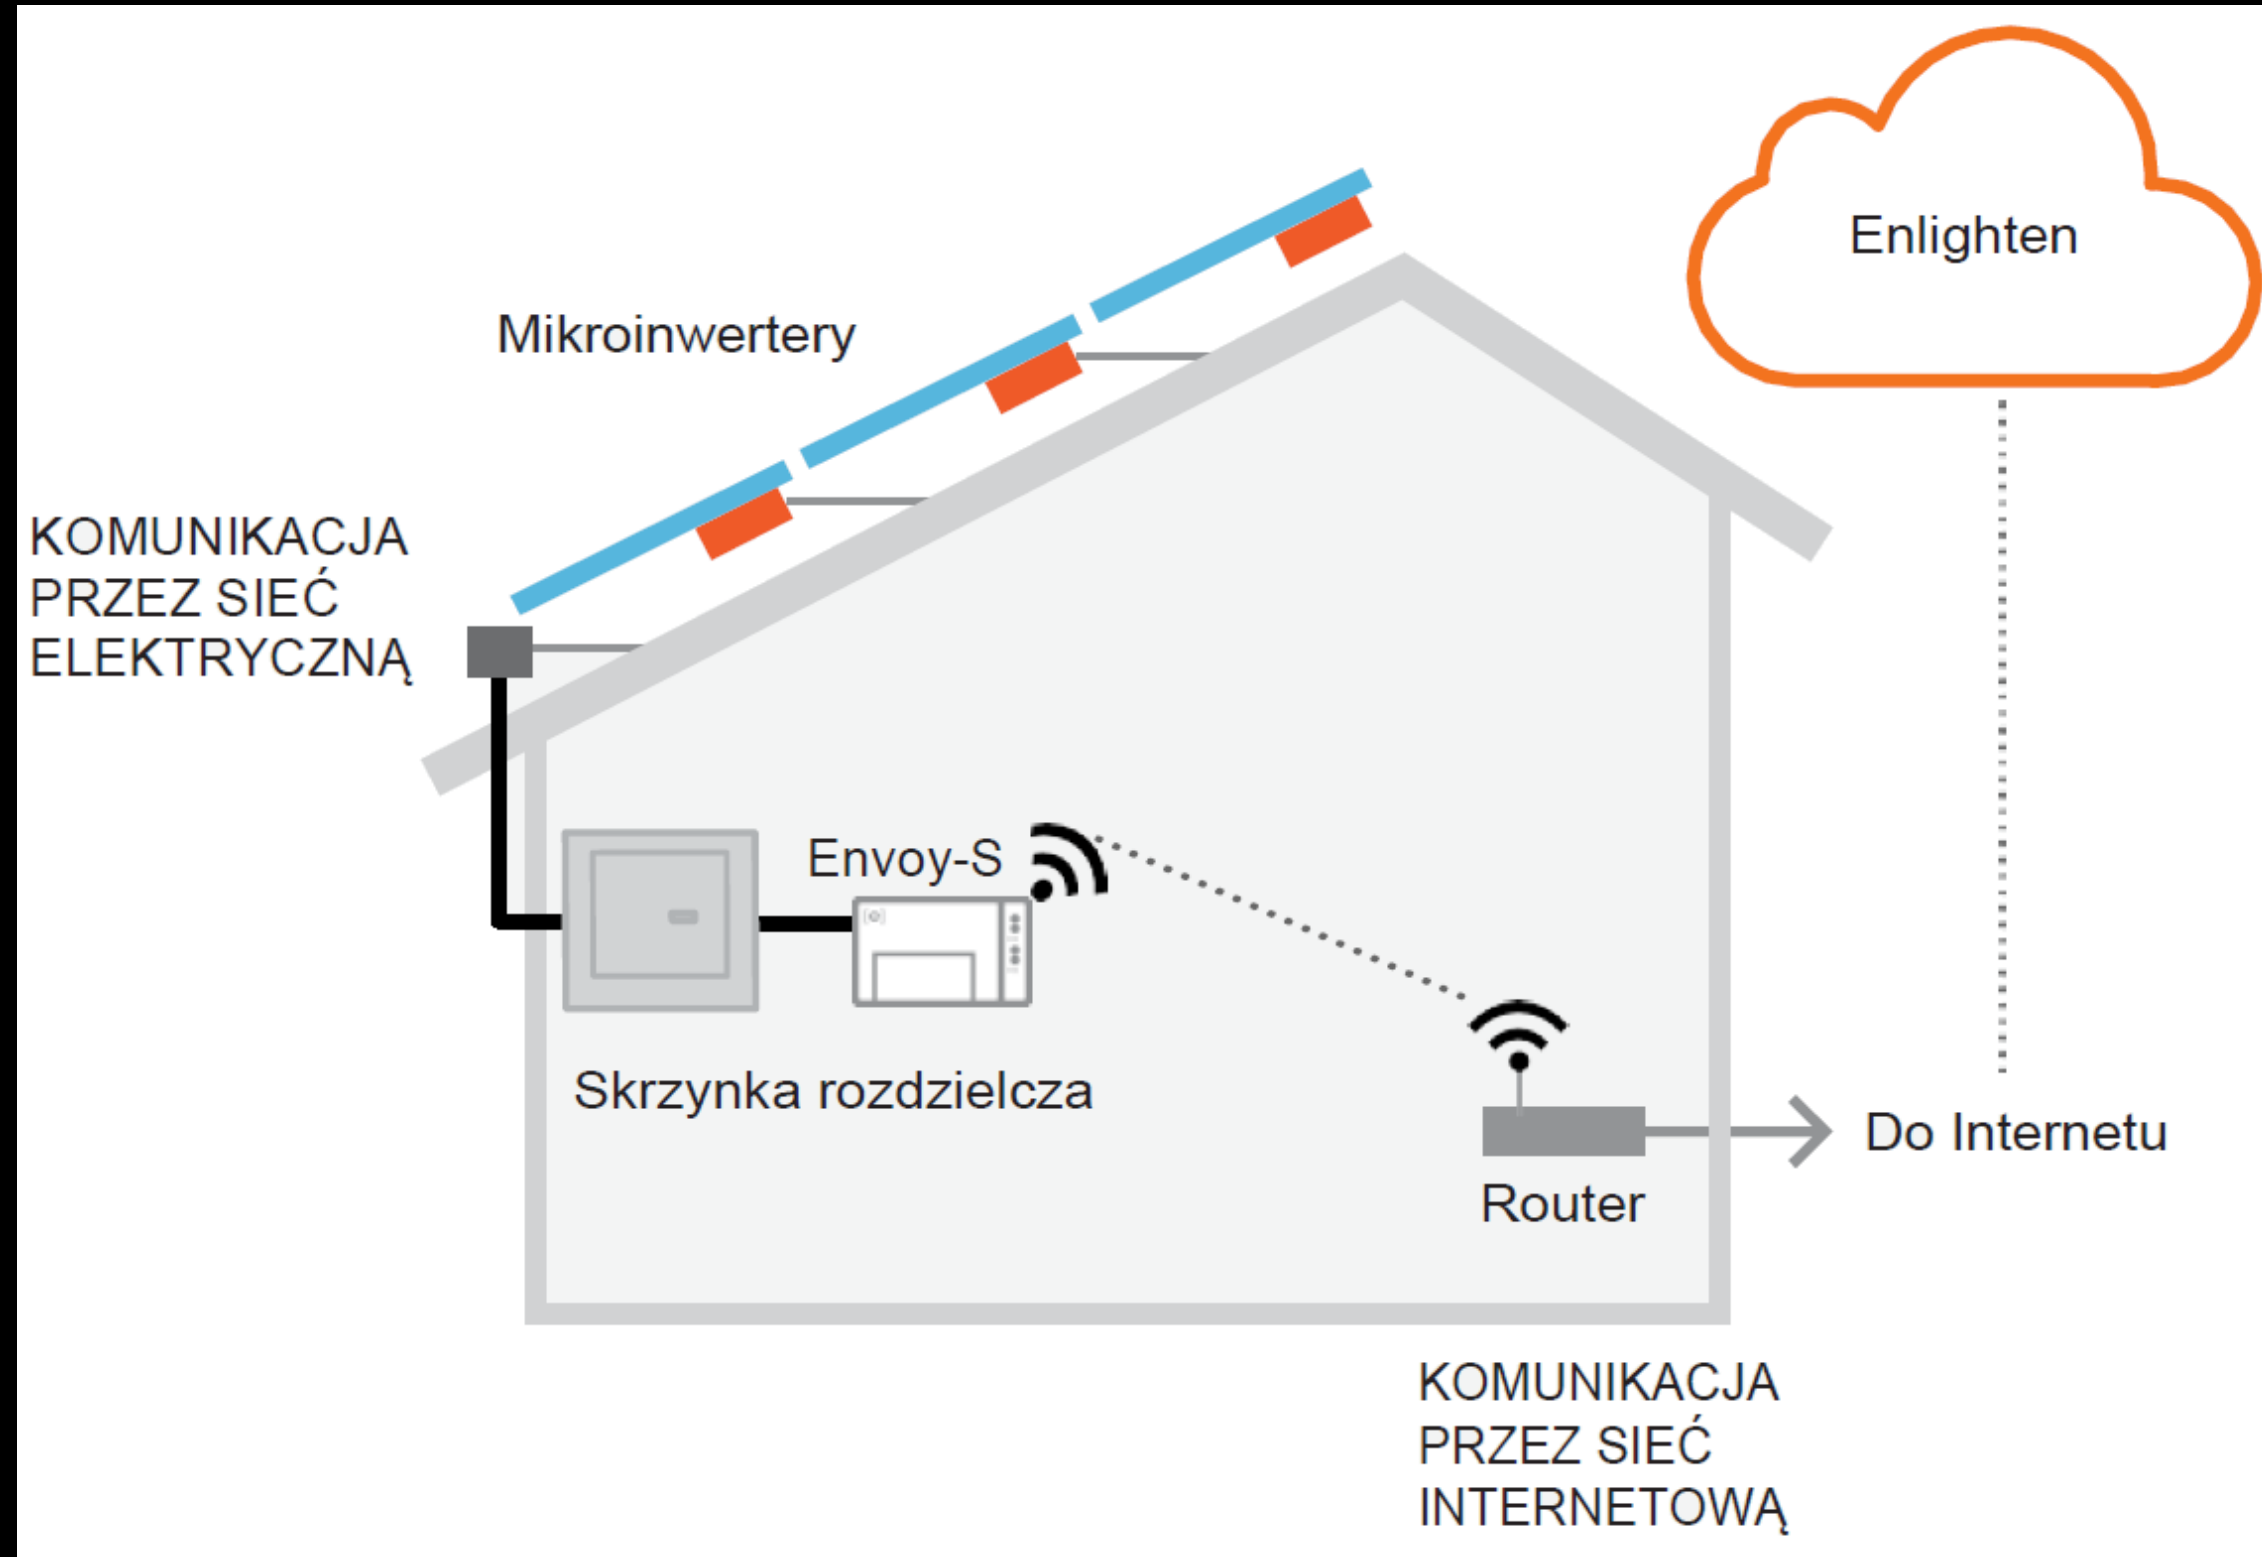 Enlighten
Mikroinwertery
KOMUNIKACJA
PRZEZ SIEĆ
ELEKTRYCZNĄ
Envoy-S
Skrzynka rozdzielcza
Do Internetu
Router
KOMUNIKACJA
PRZEZ SIEĆ
INTERNETOWĄ